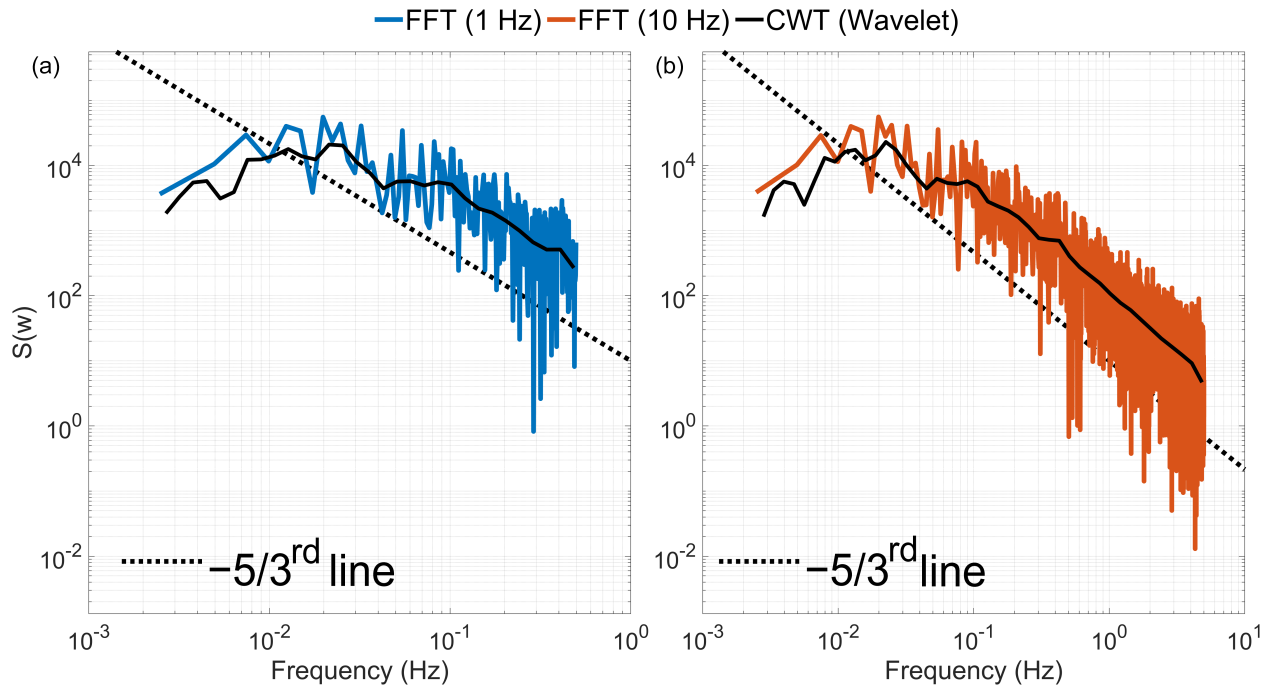 FFT (1 Hz) FFT (10 Hz) CWT (Wavelet)
(a)
(b)
S(w)
10^4
10^2
10^0
10^-2
−5/3^rd line
10^-3 10^-2 10^-1 10^0
Frequency (Hz)
10^4
10^2
10^0
10^-2
−5/3^rd line
10^-3 10^-2 10^-1 10^0 10^1
Frequency (Hz)